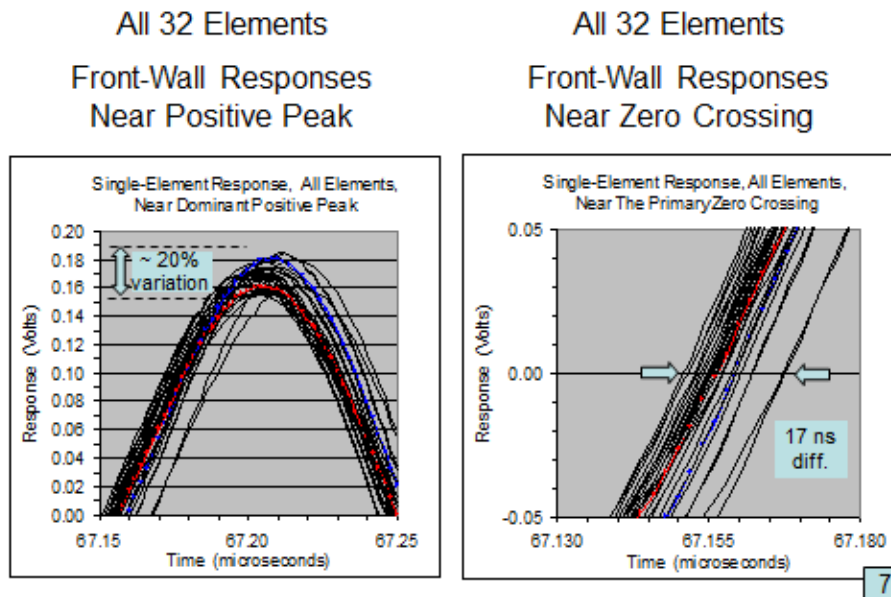 All 32 Elements
Front-Wall Responses
Near Positive Peak
Single-Element Response, All Elements,
Near Dominant Positive Peak
0.20
0.18
0.16
0.14
0.12
0.10
0.08
0.06
0.04
0.02
0.00
Response (Volts)
~ 20%
variation
67.15
67.20
67.25
Time (microseconds)
All 32 Elements
Front-Wall Responses
Near Zero Crossing
Single-Element Response, All Elements,
Near The Primary Zero Crossing
0.05
0.00
-0.05
Response (Volts)
17 ns
diff.
67.130
67.155
67.180
Time (microseconds)
7